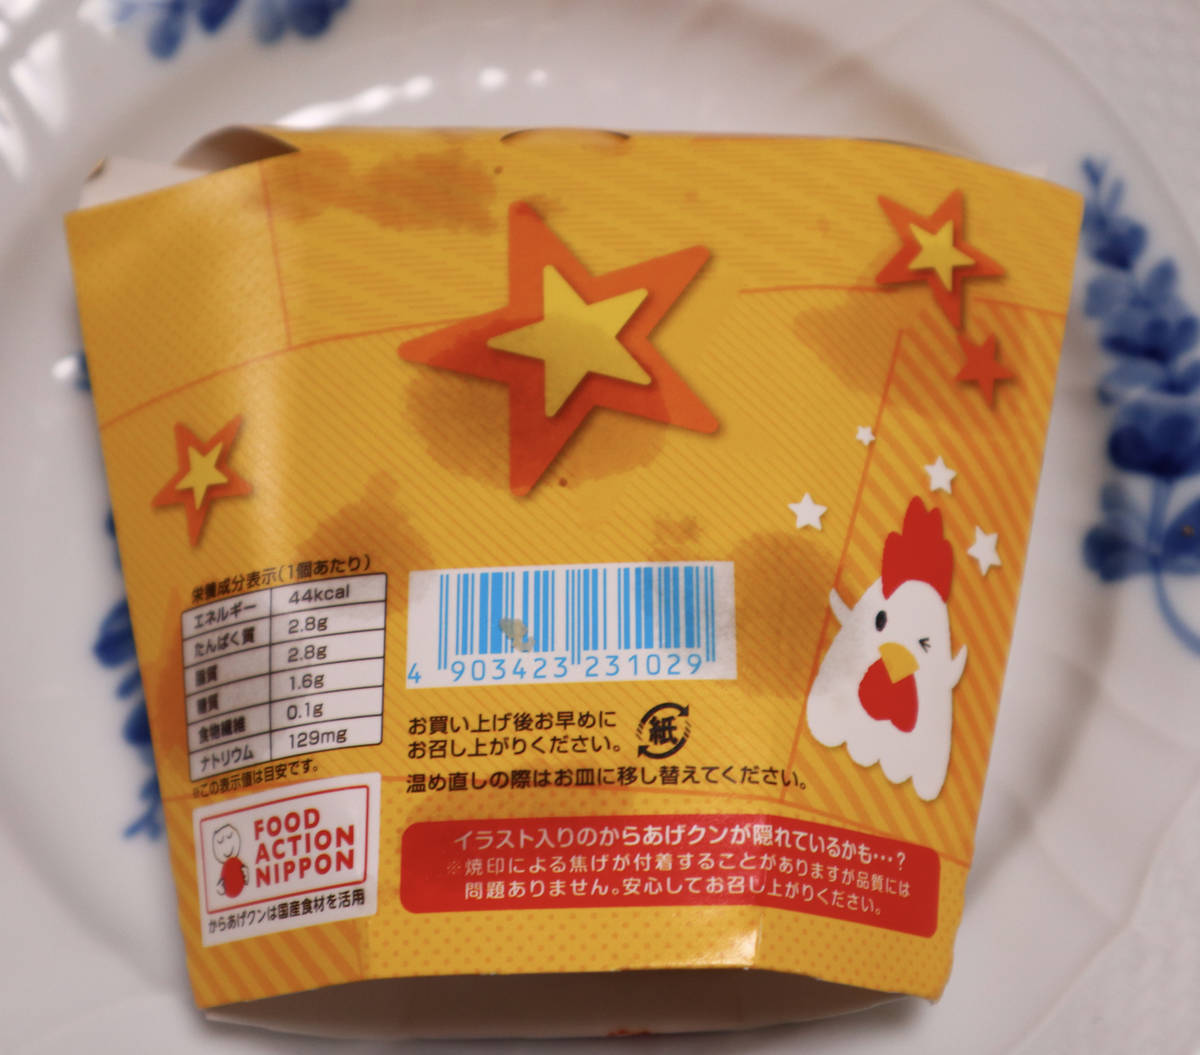 栄養成分表示(1個あたり)
エネルギー 44kcal
たんぱく質 2.8g
脂質 2.8g
糖質 1.6g
食物繊維 0.1g
ナトリウム 129mg
※この表示値は目安です。
4 903423 231029
お買い上げ後お早めに
お召し上がりください。
紙
温め直しの際はお皿に移し替えてください。
FOOD
ACTION
NIPPON
からあげクンは国産食材を活用
イラスト入りのからあげクンが隠れているかも…?
※焼印による焦げが付着することがありますが品質には
問題ありません。安心してお召し上がりください。